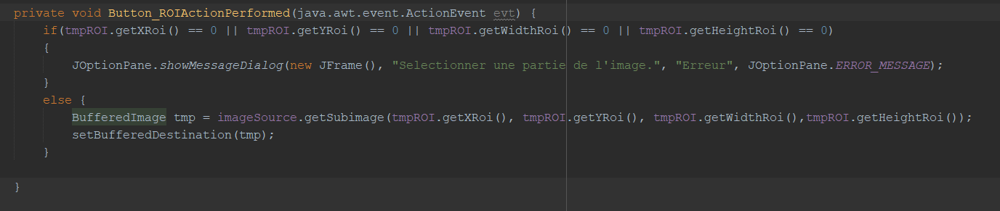 private void Button_ROIActionPerformed(java.awt.event.ActionEvent evt) {
if(tmpROI.getXRoi() == 0 || tmpROI.getYRoi() == 0 || tmpROI.getWidthRoi() == 0 || tmpROI.getHeightRoi() == 0)
{
JOptionPane.showMessageDialog(new JFrame(), "Selectionner une partie de l'image.", "Erreur", JOptionPane.ERROR_MESSAGE);
}
else {
BufferedImage tmp = imageSource.getSubimage(tmpROI.getXRoi(), tmpROI.getYRoi(), tmpROI.getWidthRoi(),tmpROI.getHeightRoi());
setBufferedDestination(tmp);
}
}